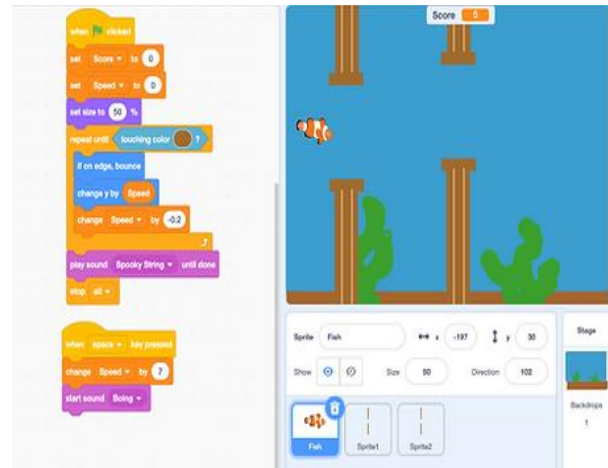 when clicked
set Score to 0
set Speed to 0
set size to 50 %
repeat until touching color ?
if on edge, bounce
change y by Speed
change Speed by -0.2
play sound Spooky String until done
stop all
when space key pressed
change Speed by 7
start sound Boing
Score 0
Sprite Fish x -197 y 30
Show Size 50 Direction 102
Fish
Sprite1
Sprite2
Stage
Backdrops
1